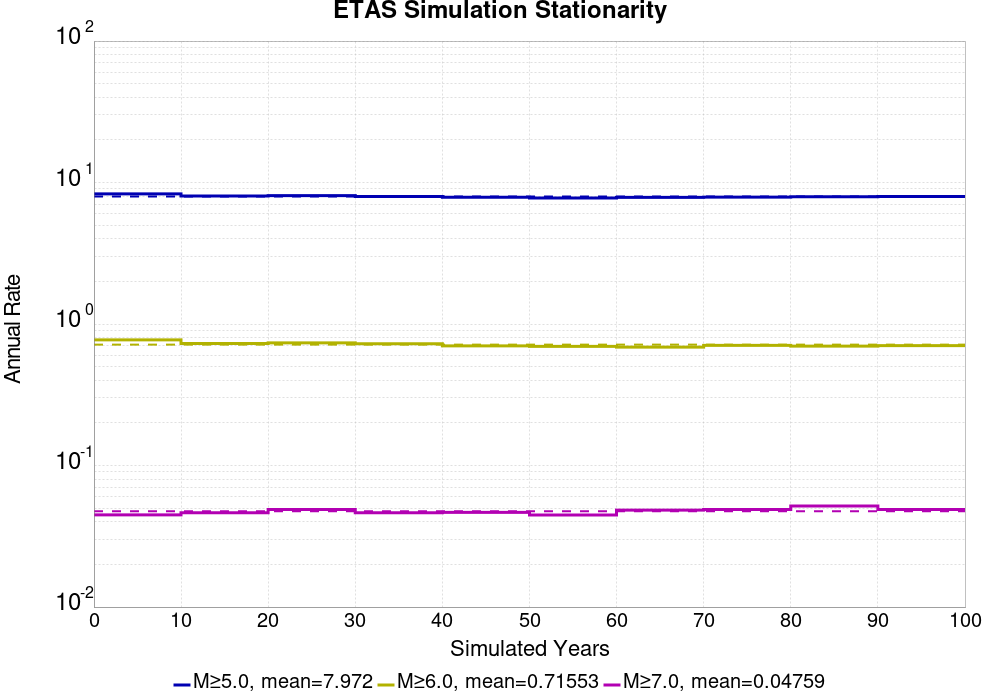 ETAS Simulation Stationarity
10^2
10^1
10^0
10^-1
10^-2
Annual Rate
0 10 20 30 40 50 60 70 80 90 100
Simulated Years
M≥5.0, mean=7.972 M≥6.0, mean=0.71553 M≥7.0, mean=0.04759